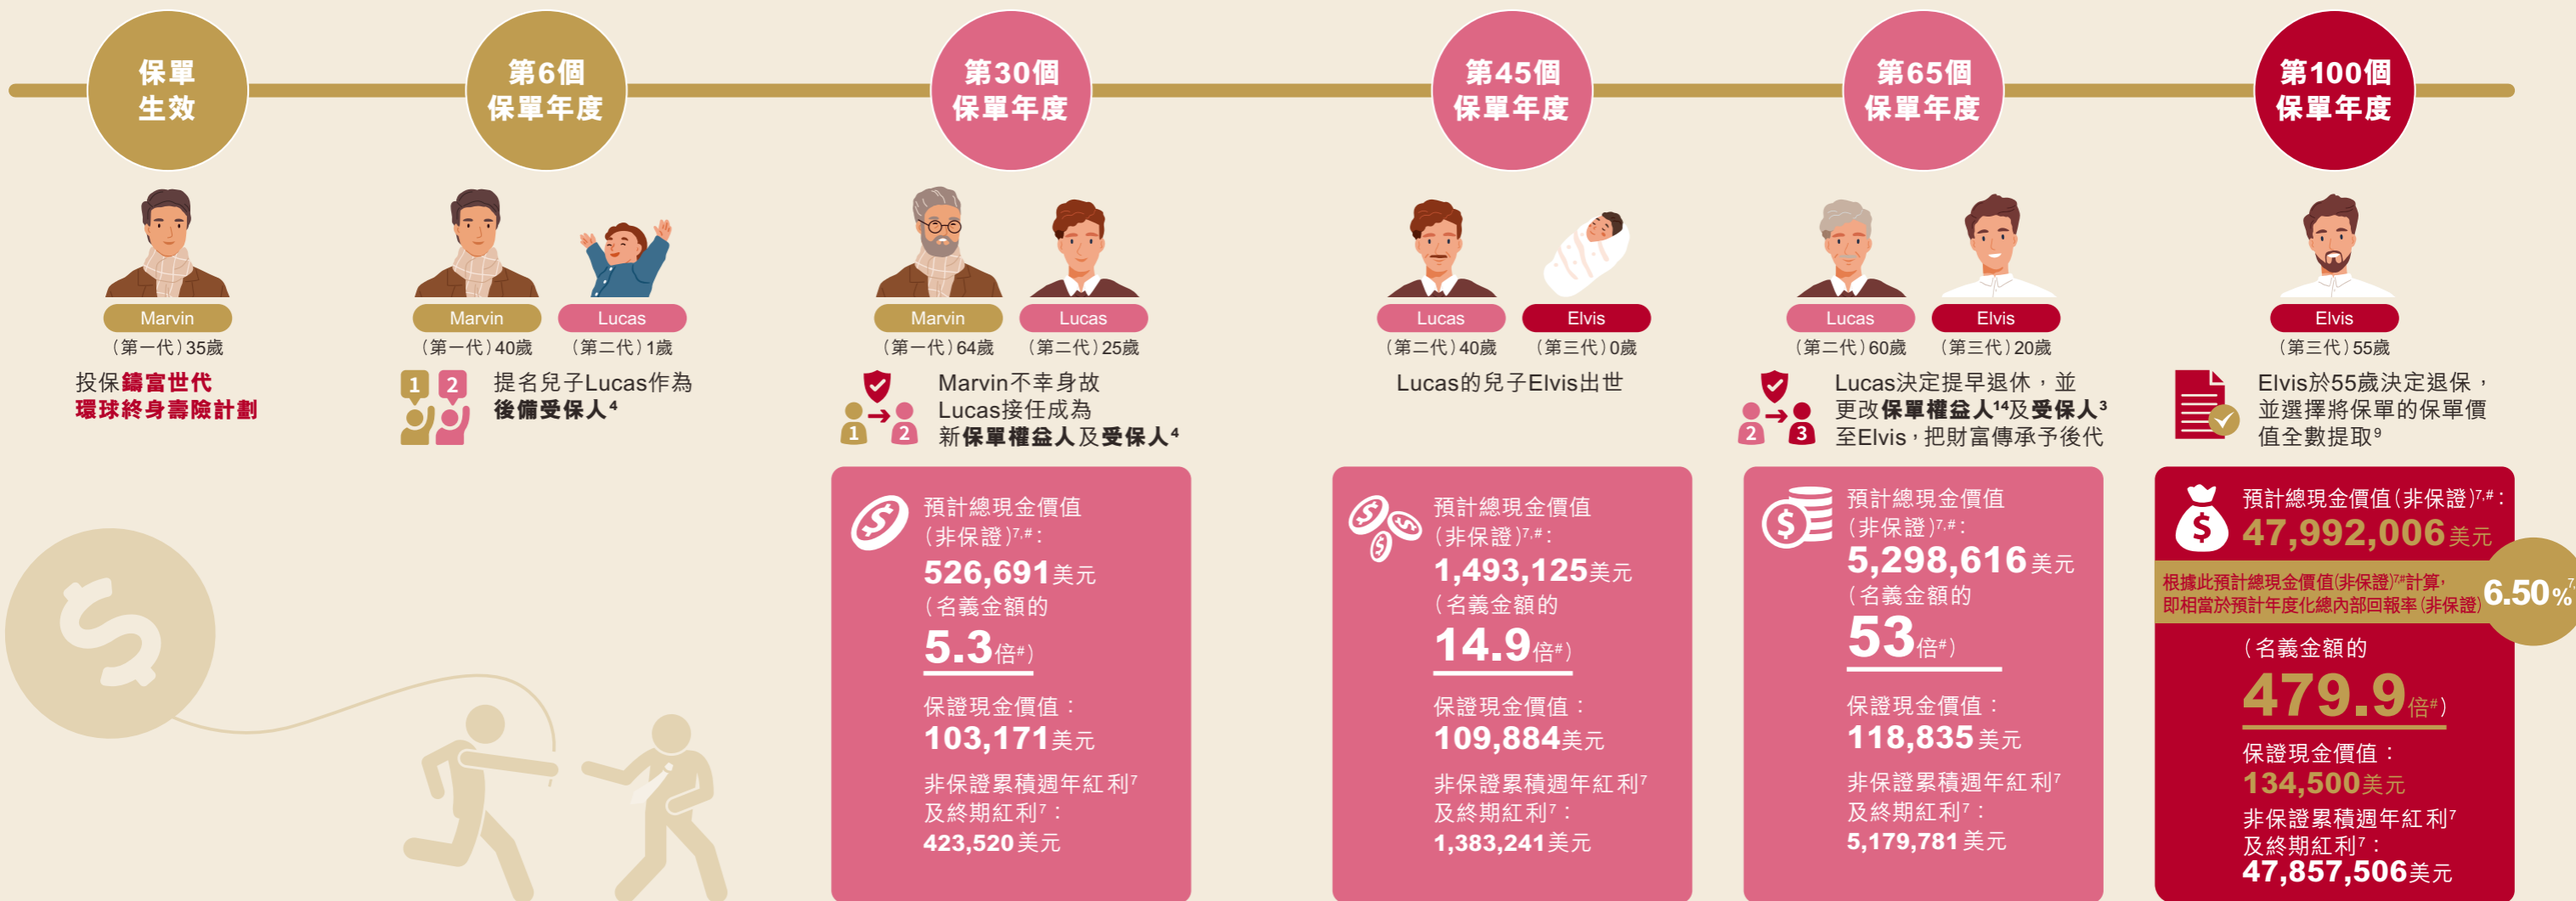 保單
生效
第6個
保單年度
第30個
保單年度
第45個
保單年度
第65個
保單年度
第100個
保單年度
Marvin
（第一代）35歲
投保鑄富世代
環球終身壽險計劃
Marvin
（第一代）40歲
Lucas
（第二代）1歲
1 2
提名兒子Lucas作為
後備受保人4
Marvin
（第一代）64歲
Lucas
（第二代）25歲
1 2
Marvin不幸身故
Lucas接任成為
新保單權益人及受保人4
預計總現金價值
（非保證）7,#：
526,691美元
（名義金額的
5.3倍#）
保證現金價值：
103,171美元
非保證累積週年紅利7
及終期紅利7：
423,520美元
Lucas
（第二代）40歲
Elvis
（第三代）0歲
Lucas的兒子Elvis出世
預計總現金價值
（非保證）7,#：
1,493,125美元
（名義金額的
14.9倍#）
保證現金價值：
109,884美元
非保證累積週年紅利7
及終期紅利7：
1,383,241美元
Lucas
（第二代）60歲
Elvis
（第三代）20歲
2 3
Lucas決定提早退休，並
更改保單權益人14及受保人3
至Elvis，把財富傳承予後代
預計總現金價值
（非保證）7,#：
5,298,616美元
（名義金額的
53倍#）
保證現金價值：
118,835美元
非保證累積週年紅利7
及終期紅利7：
5,179,781美元
Elvis
（第三代）55歲
Elvis於55歲決定退保，
並選擇將保單的保單價
值全數提取9
預計總現金價值（非保證）7,#：
47,992,006美元
根據此預計總現金價值(非保證)7,#計算，
即相當於預計年度化總內部回報率(非保證)
6.50%7,
（名義金額的
479.9倍#）
保證現金價值：
134,500美元
非保證累積週年紅利7
及終期紅利7：
47,857,506美元